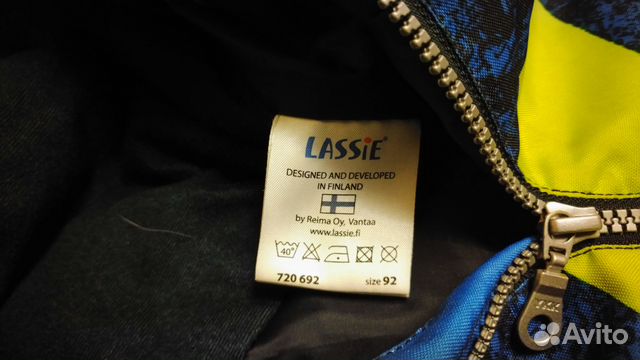 LASSiE®
DESIGNED AND DEVELOPED
IN FINLAND
by Reima Oy, Vantaa
www.lassie.fi
40°
720 692 size 92
YKK
Avito